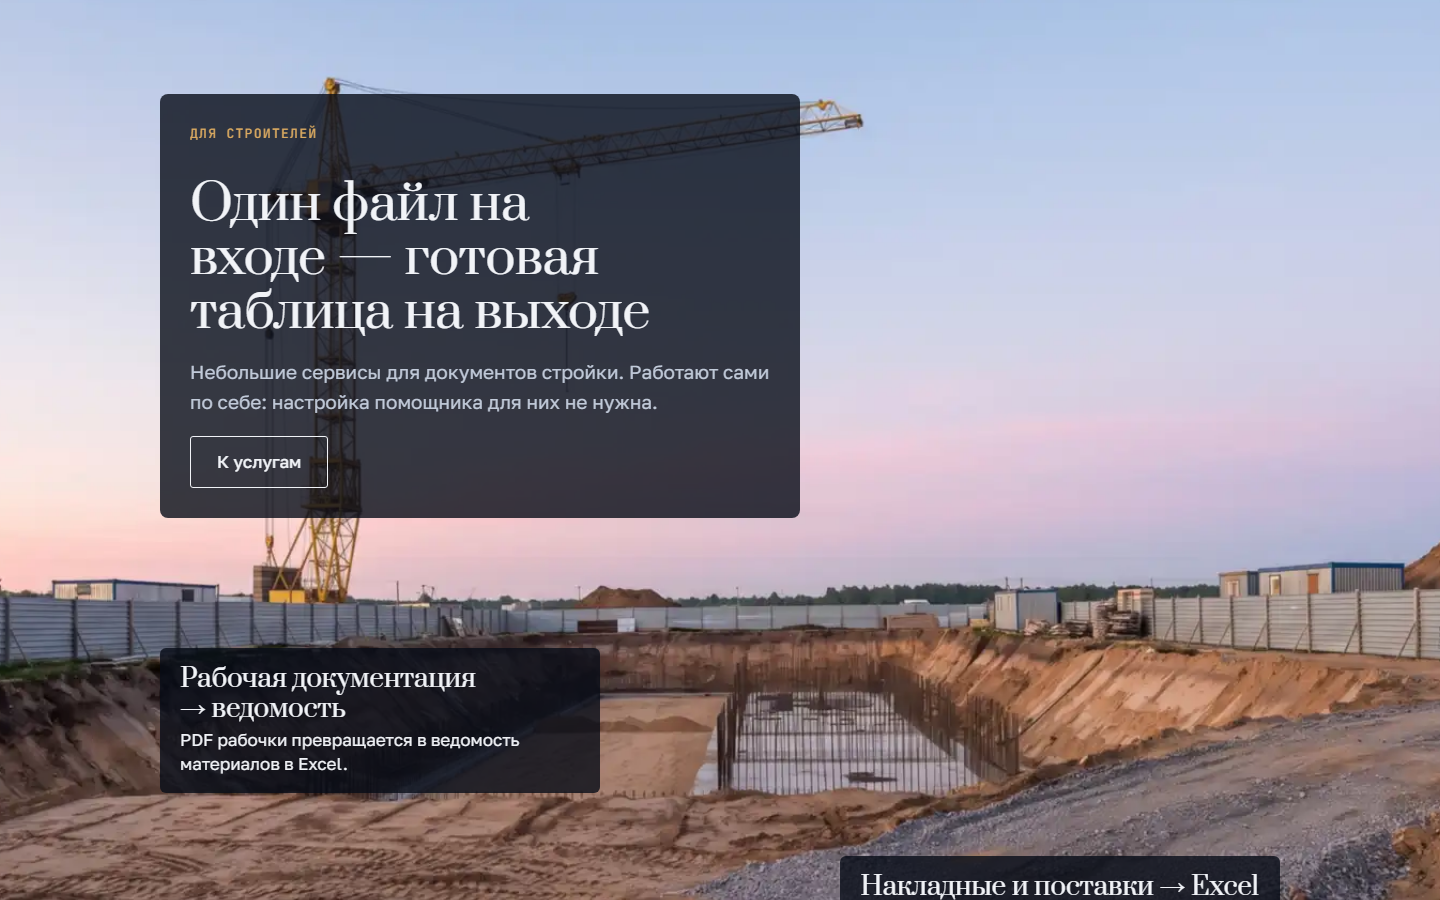 ДЛЯ СТРОИТЕЛЕЙ
Один файл на
входе — готовая
таблица на выходе
Небольшие сервисы для документов стройки. Работают сами
по себе: настройка помощника для них не нужна.
К услугам
Рабочая документация
→ ведомость
PDF рабочки превращается в ведомость
материалов в Excel.
Накладные и поставки → Excel